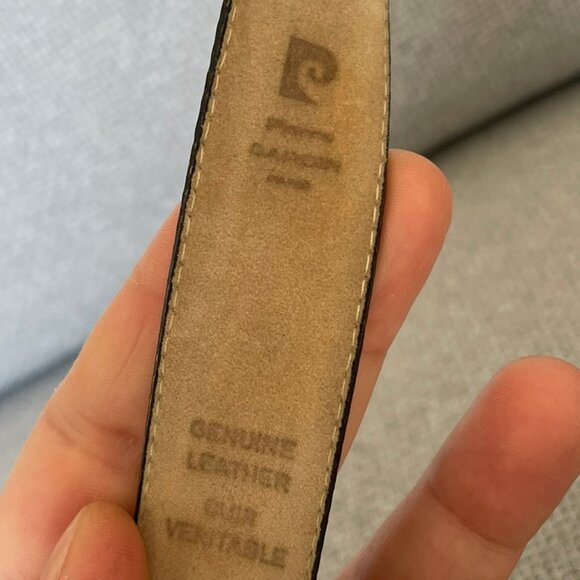 pierre
cardin
paris
GENUINE
LEATHER
CUIR
VERITABLE